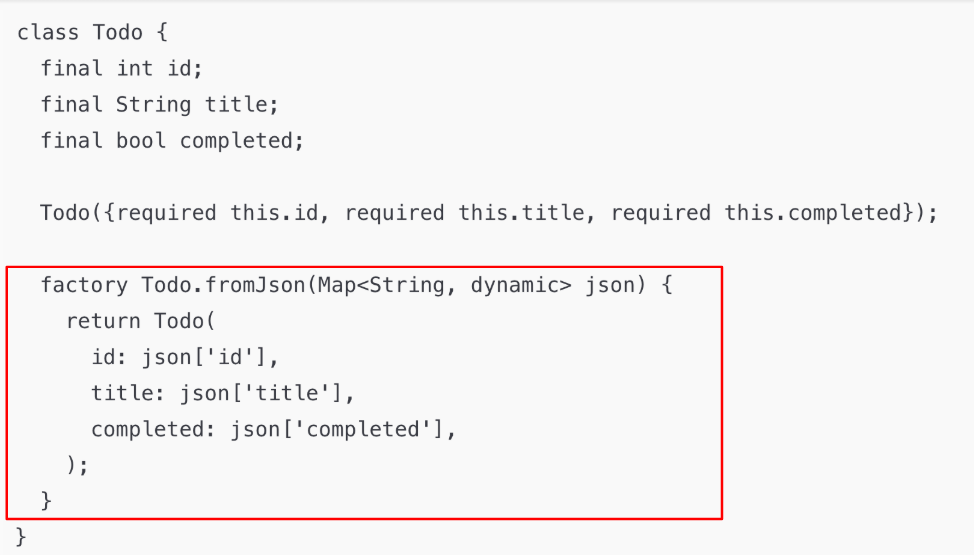 class Todo {
  final int id;
  final String title;
  final bool completed;

  Todo({required this.id, required this.title, required this.completed});

  factory Todo.fromJson(Map<String, dynamic> json) {
    return Todo(
      id: json['id'],
      title: json['title'],
      completed: json['completed'],
    );
  }
}